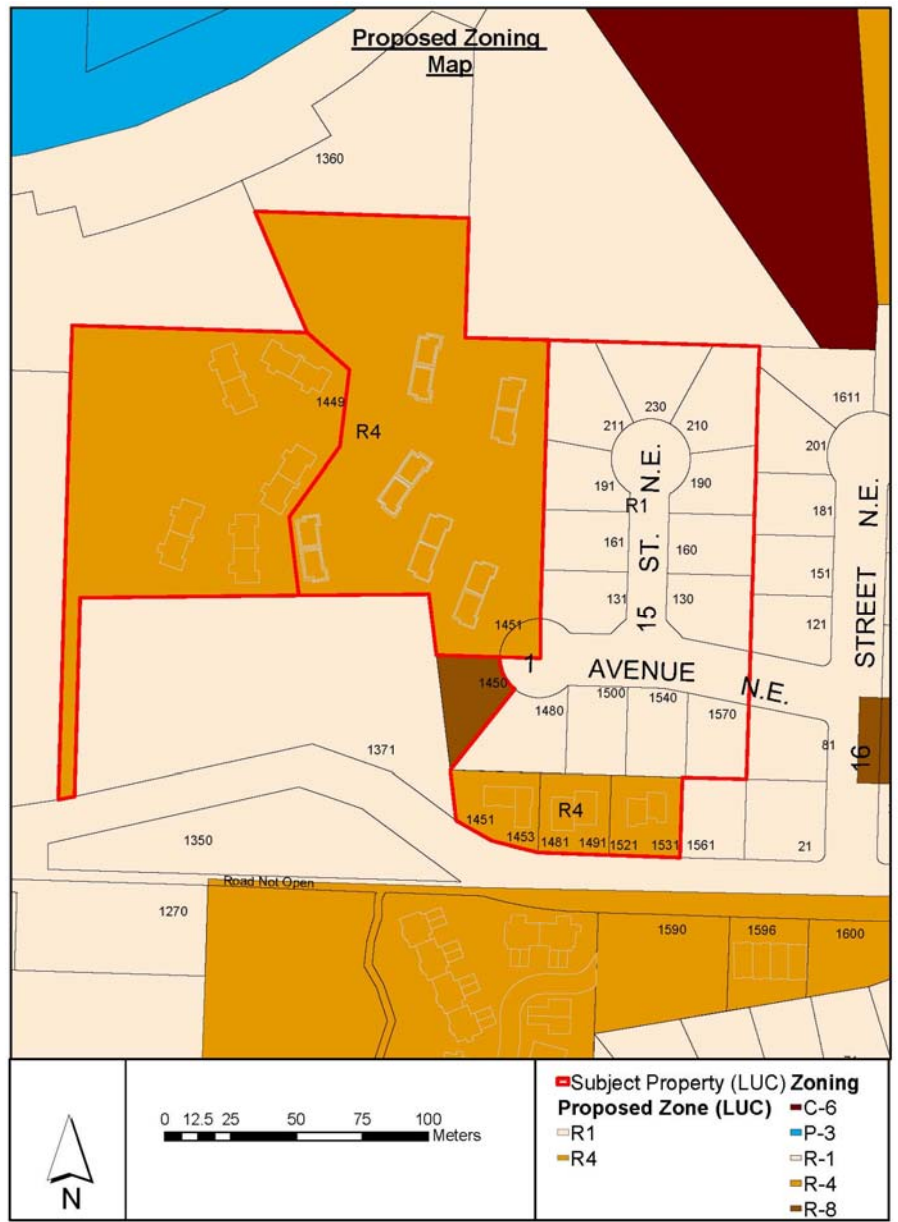 Proposed Zoning
Map
1360
1449
R4
1611
230
211
210
201
191
190
R1
181
161
160
151
131
130
121
15 ST. N.E.
16 STREET N.E.
1451
1 AVENUE N.E.
1450
1480
1500
1540
1570
81
1371
1451
1453
1481
R4
1491
1521
1531
1561
21
1350
Road Not Open
1270
1590
1596
1600
N
0 12.5 25 50 75 100
Meters
Subject Property (LUC)
Proposed Zone (LUC)
R1
R4
Zoning
C-6
P-3
R-1
R-4
R-8